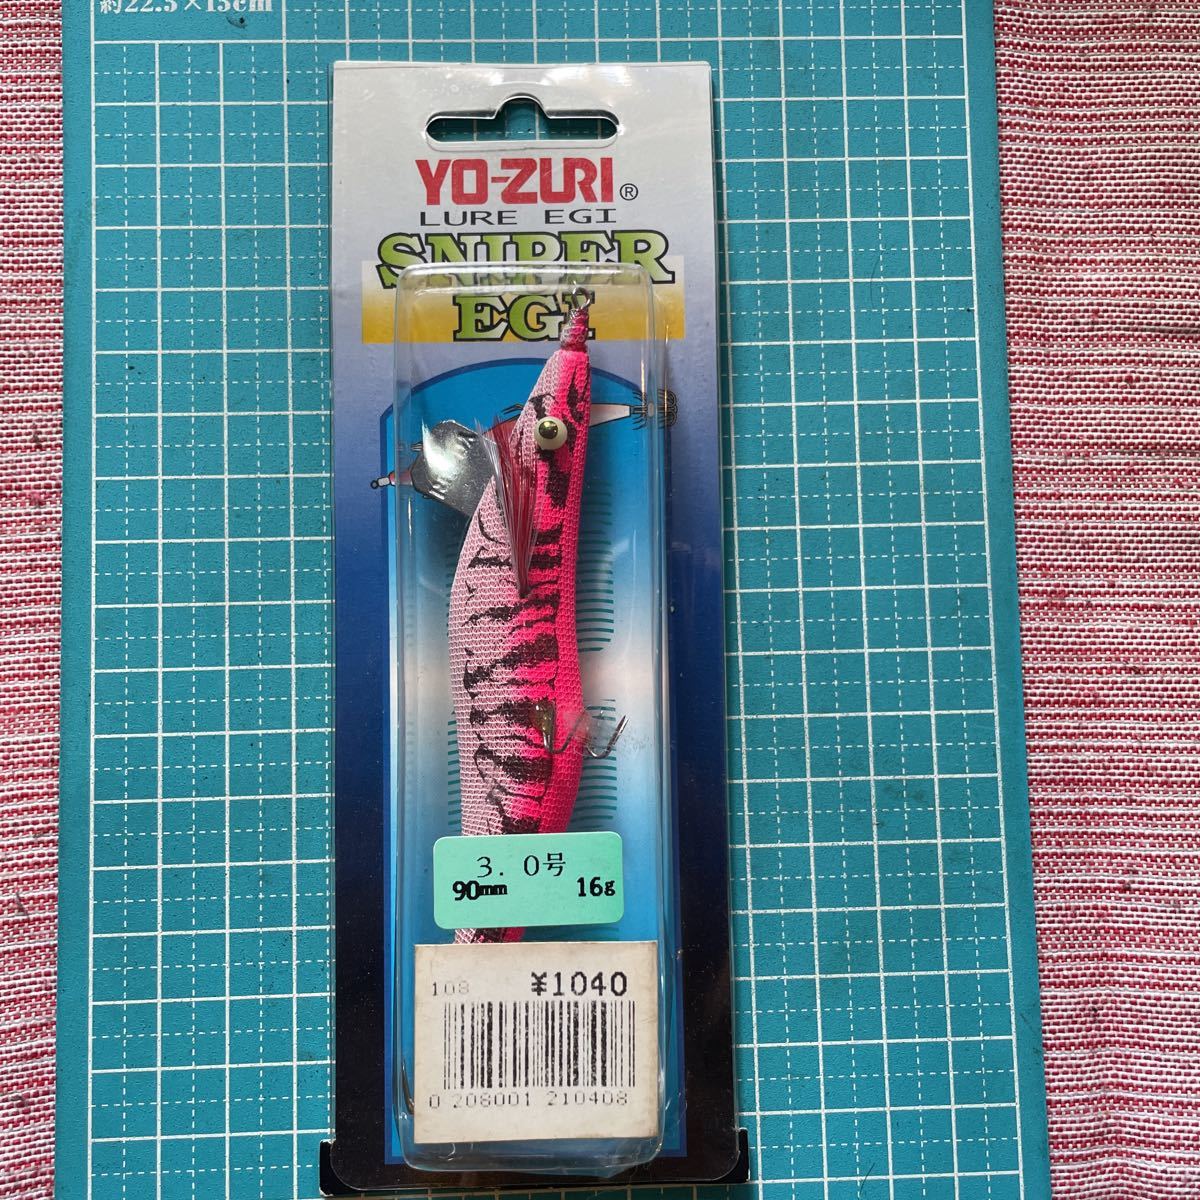 約22.5×15cm
YO-ZURI®
LURE EGI
SNIPER
EGI
3.0号
90mm 16g
108 ¥1040
0 208001 210408